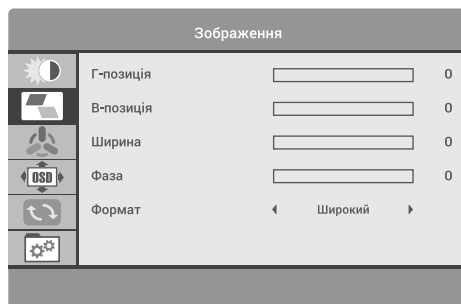 Зображення
Г-позиція 0
В-позиція 0
Ширина 0
Фаза 0
OSD
Формат Широкий